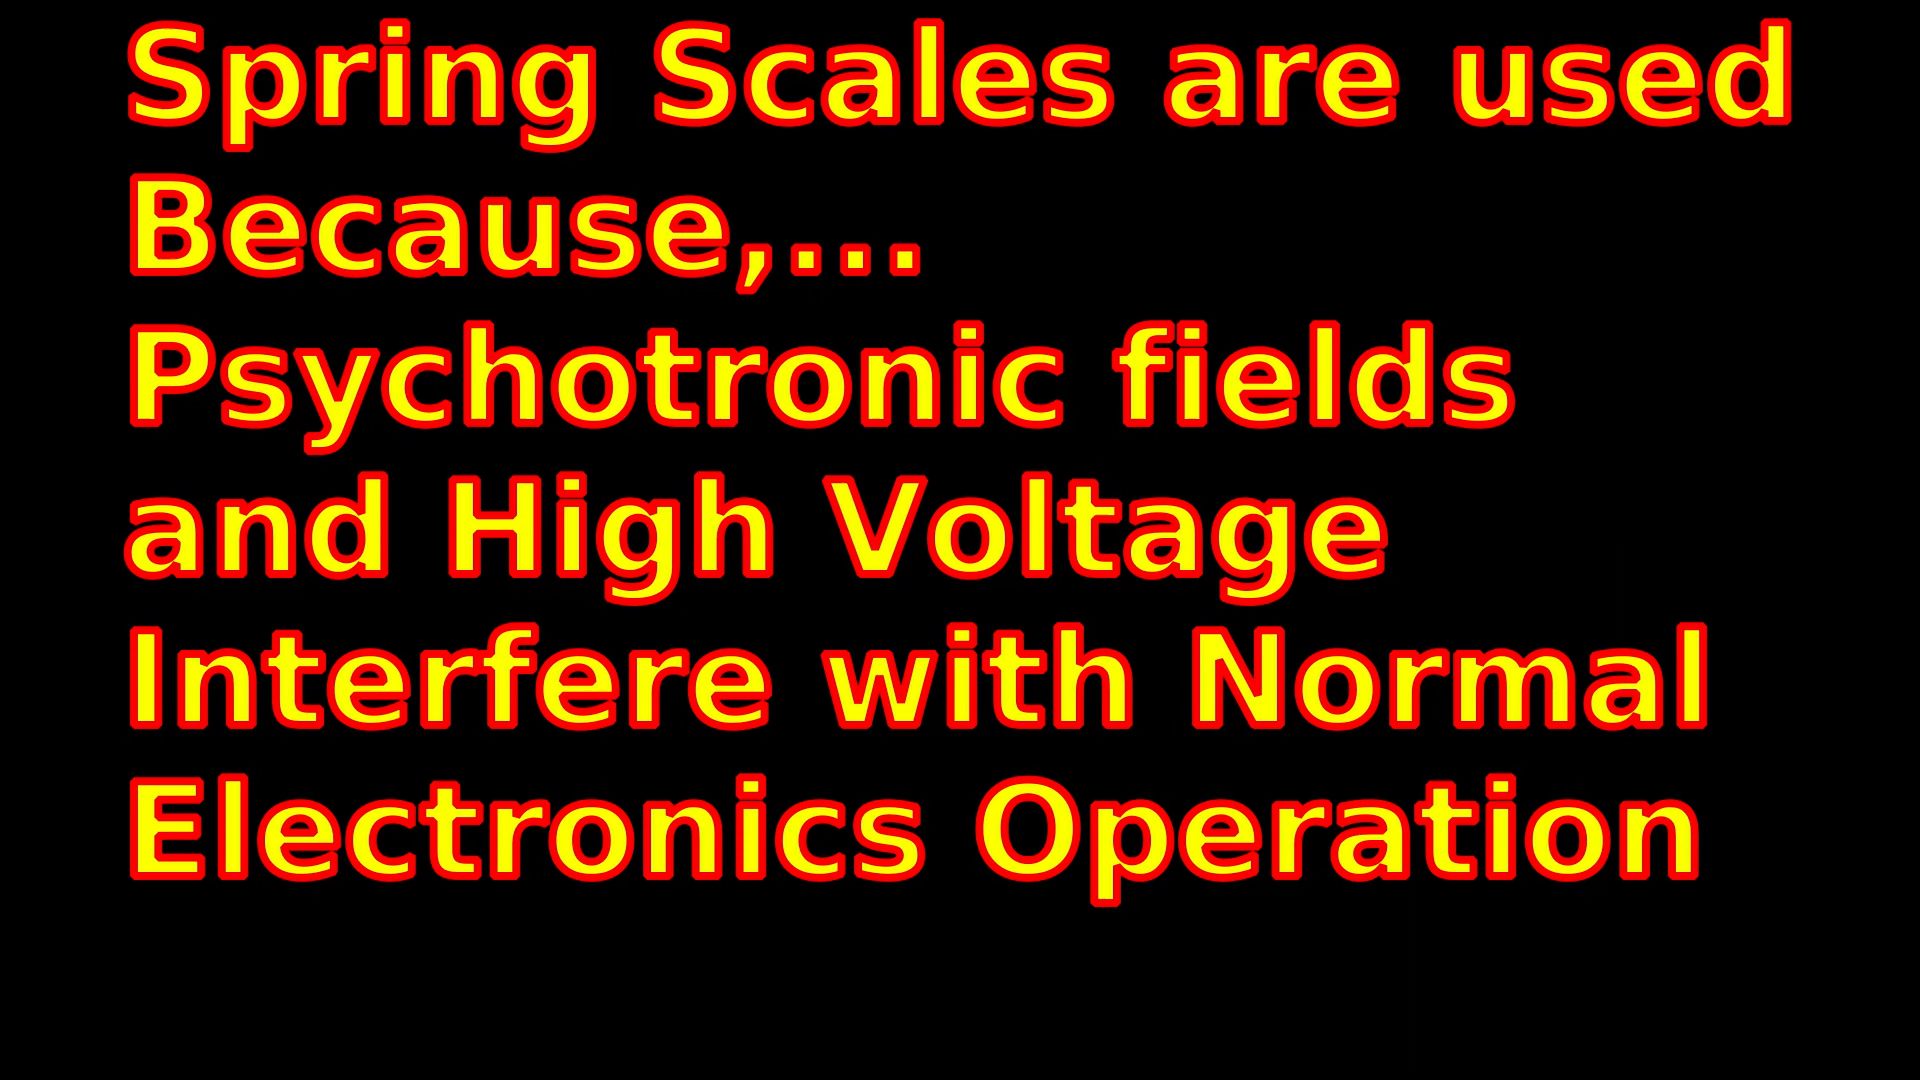 Spring Scales are used
Because,...
Psychotronic fields
and High Voltage
Interfere with Normal
Electronics Operation